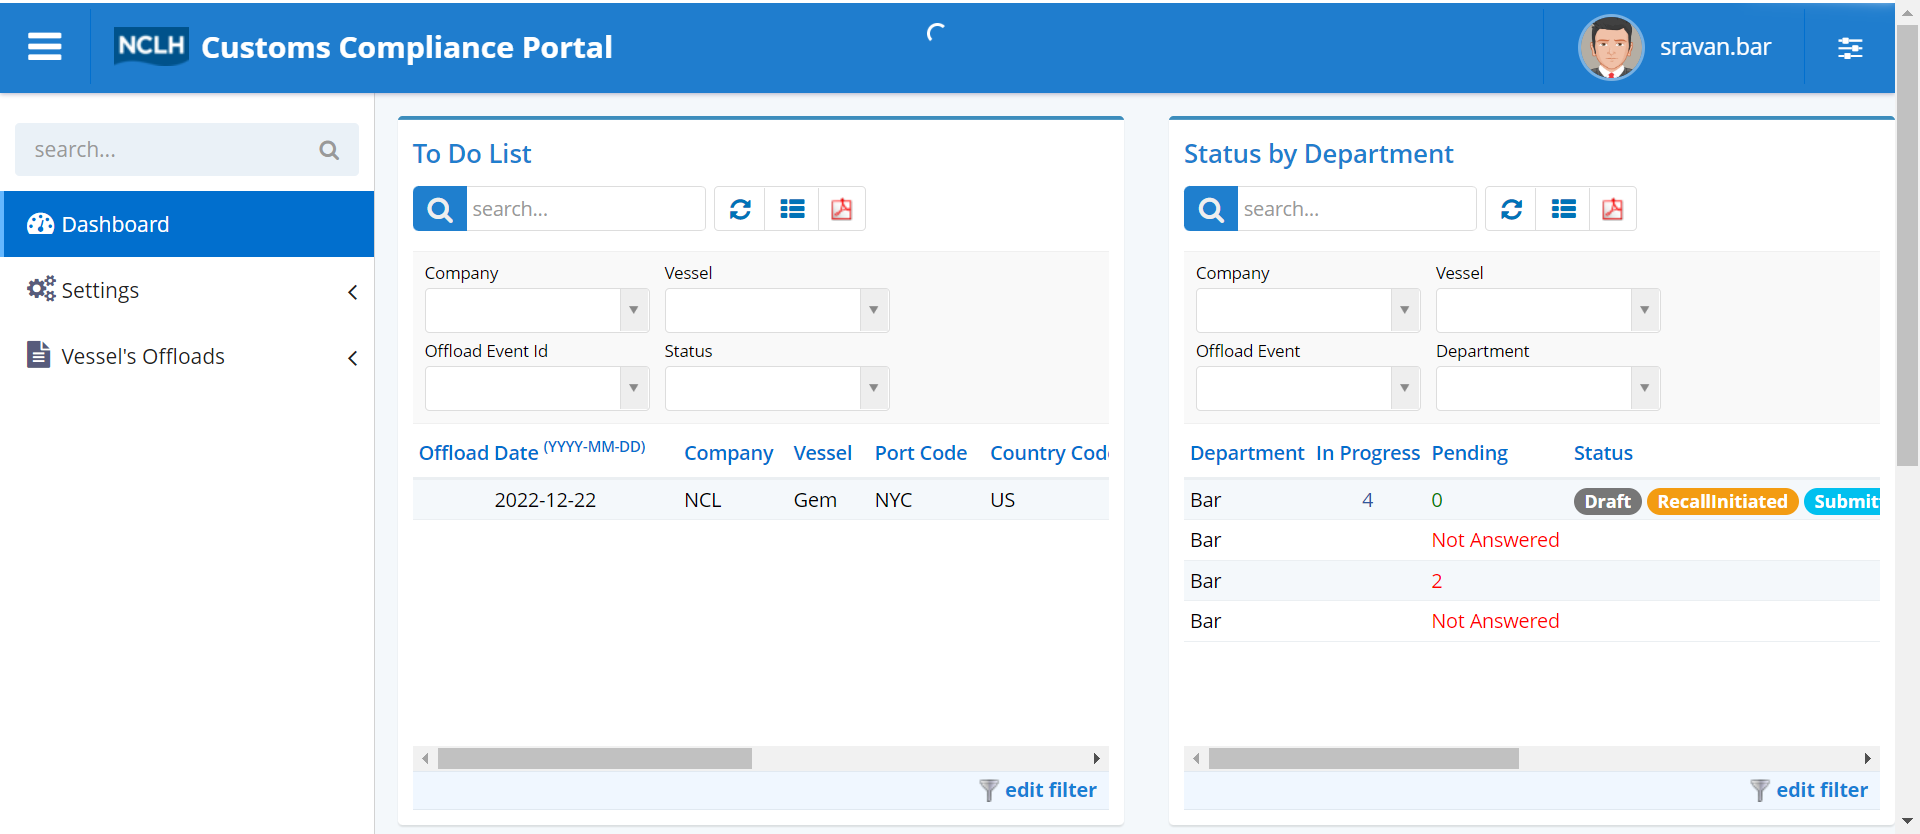 NCLH Customs Compliance Portal
sravan.bar
search...
Dashboard
Settings
Vessel's Offloads
To Do List
search...
Company Vessel
Offload Event Id Status
Offload Date (YYYY-MM-DD) Company Vessel Port Code Country Cod
2022-12-22 NCL Gem NYC US
edit filter
Status by Department
search...
Company Vessel
Offload Event Department
Department In Progress Pending Status
Bar 4 0 Draft RecallInitiated Submit
Bar Not Answered
Bar 2
Bar Not Answered
edit filter